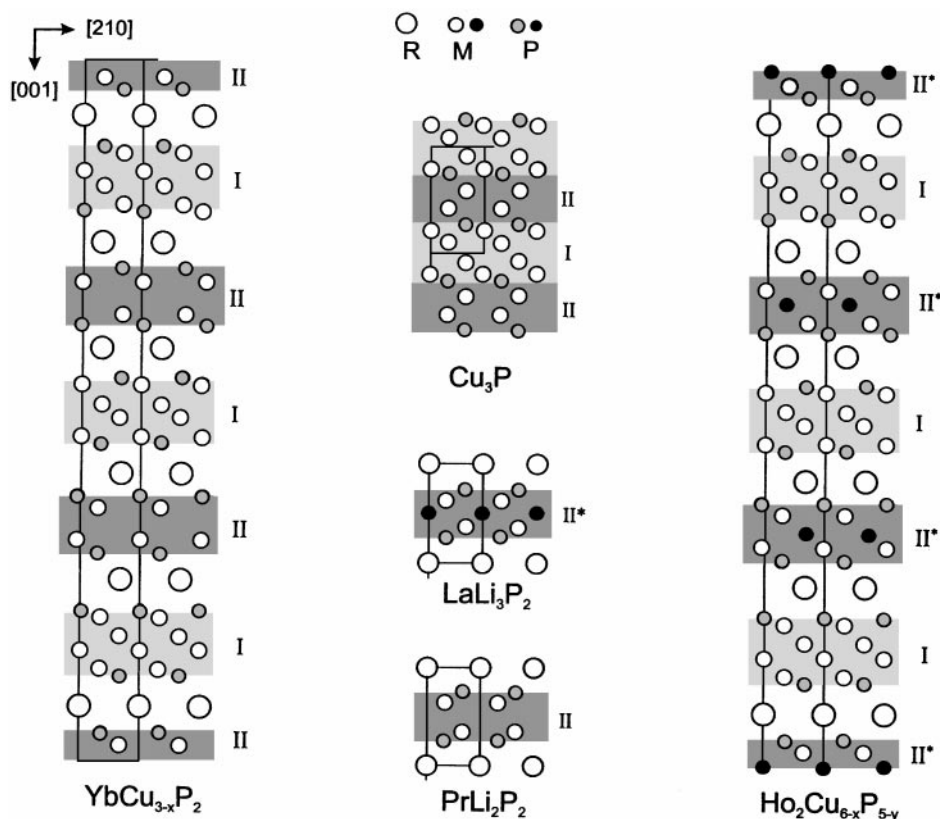 [210]
[001]
R M P
II
I
II
I
II
I
II
YbCu3-xP2
II
I
II
Cu3P
II*
LaLi3P2
II
PrLi2P2
II*
I
II*
I
II*
I
II*
Ho2Cu6-xP5-y